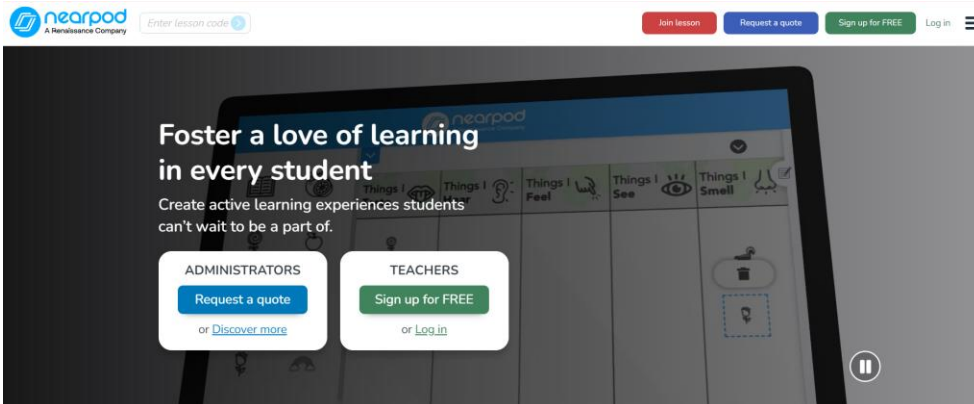 nearpod
A Renaissance Company
Enter lesson code
Join lesson
Request a quote
Sign up for FREE
Log in
nearpod
Foster a love of learning
in every student
Things I
Things I
Things I Feel
Things I See
Things I Smell
Create active learning experiences students
can't wait to be a part of.
ADMINISTRATORS
Request a quote
or Discover more
TEACHERS
Sign up for FREE
or Log in